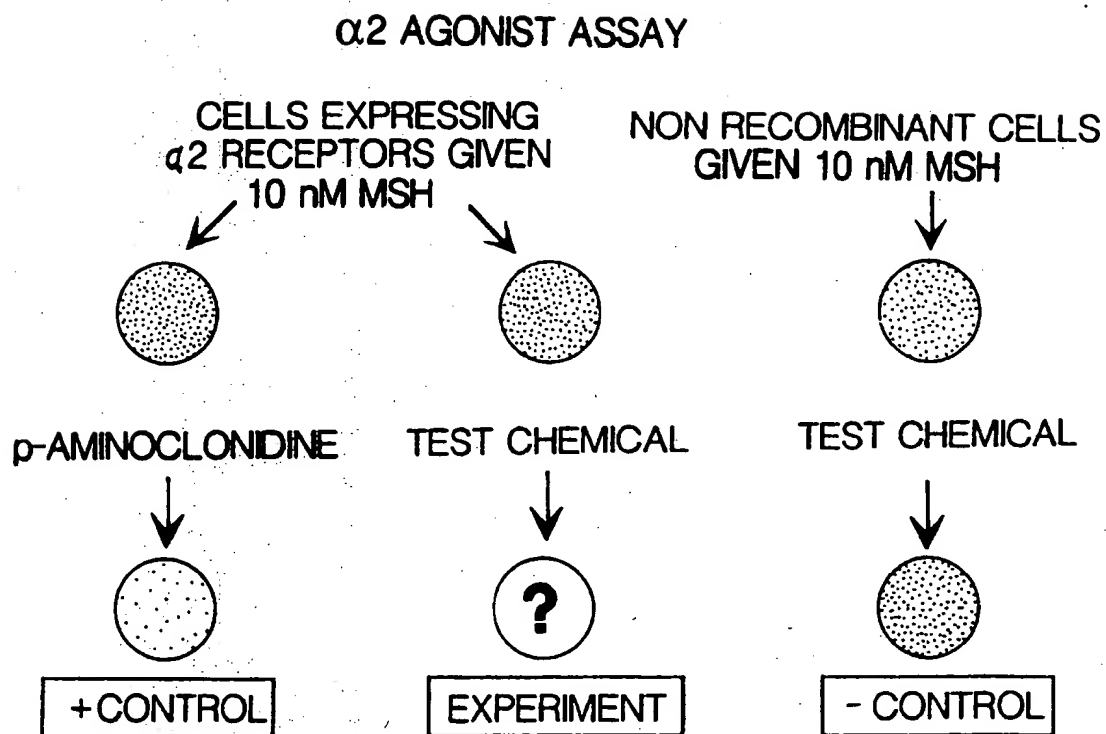 α2 AGONIST ASSAY
CELLS EXPRESSING
α2 RECEPTORS GIVEN
10 nM MSH
NON RECOMBINANT CELLS
GIVEN 10 nM MSH
p-AMINOCLONIDINE
TEST CHEMICAL
TEST CHEMICAL
?
+CONTROL
EXPERIMENT
- CONTROL